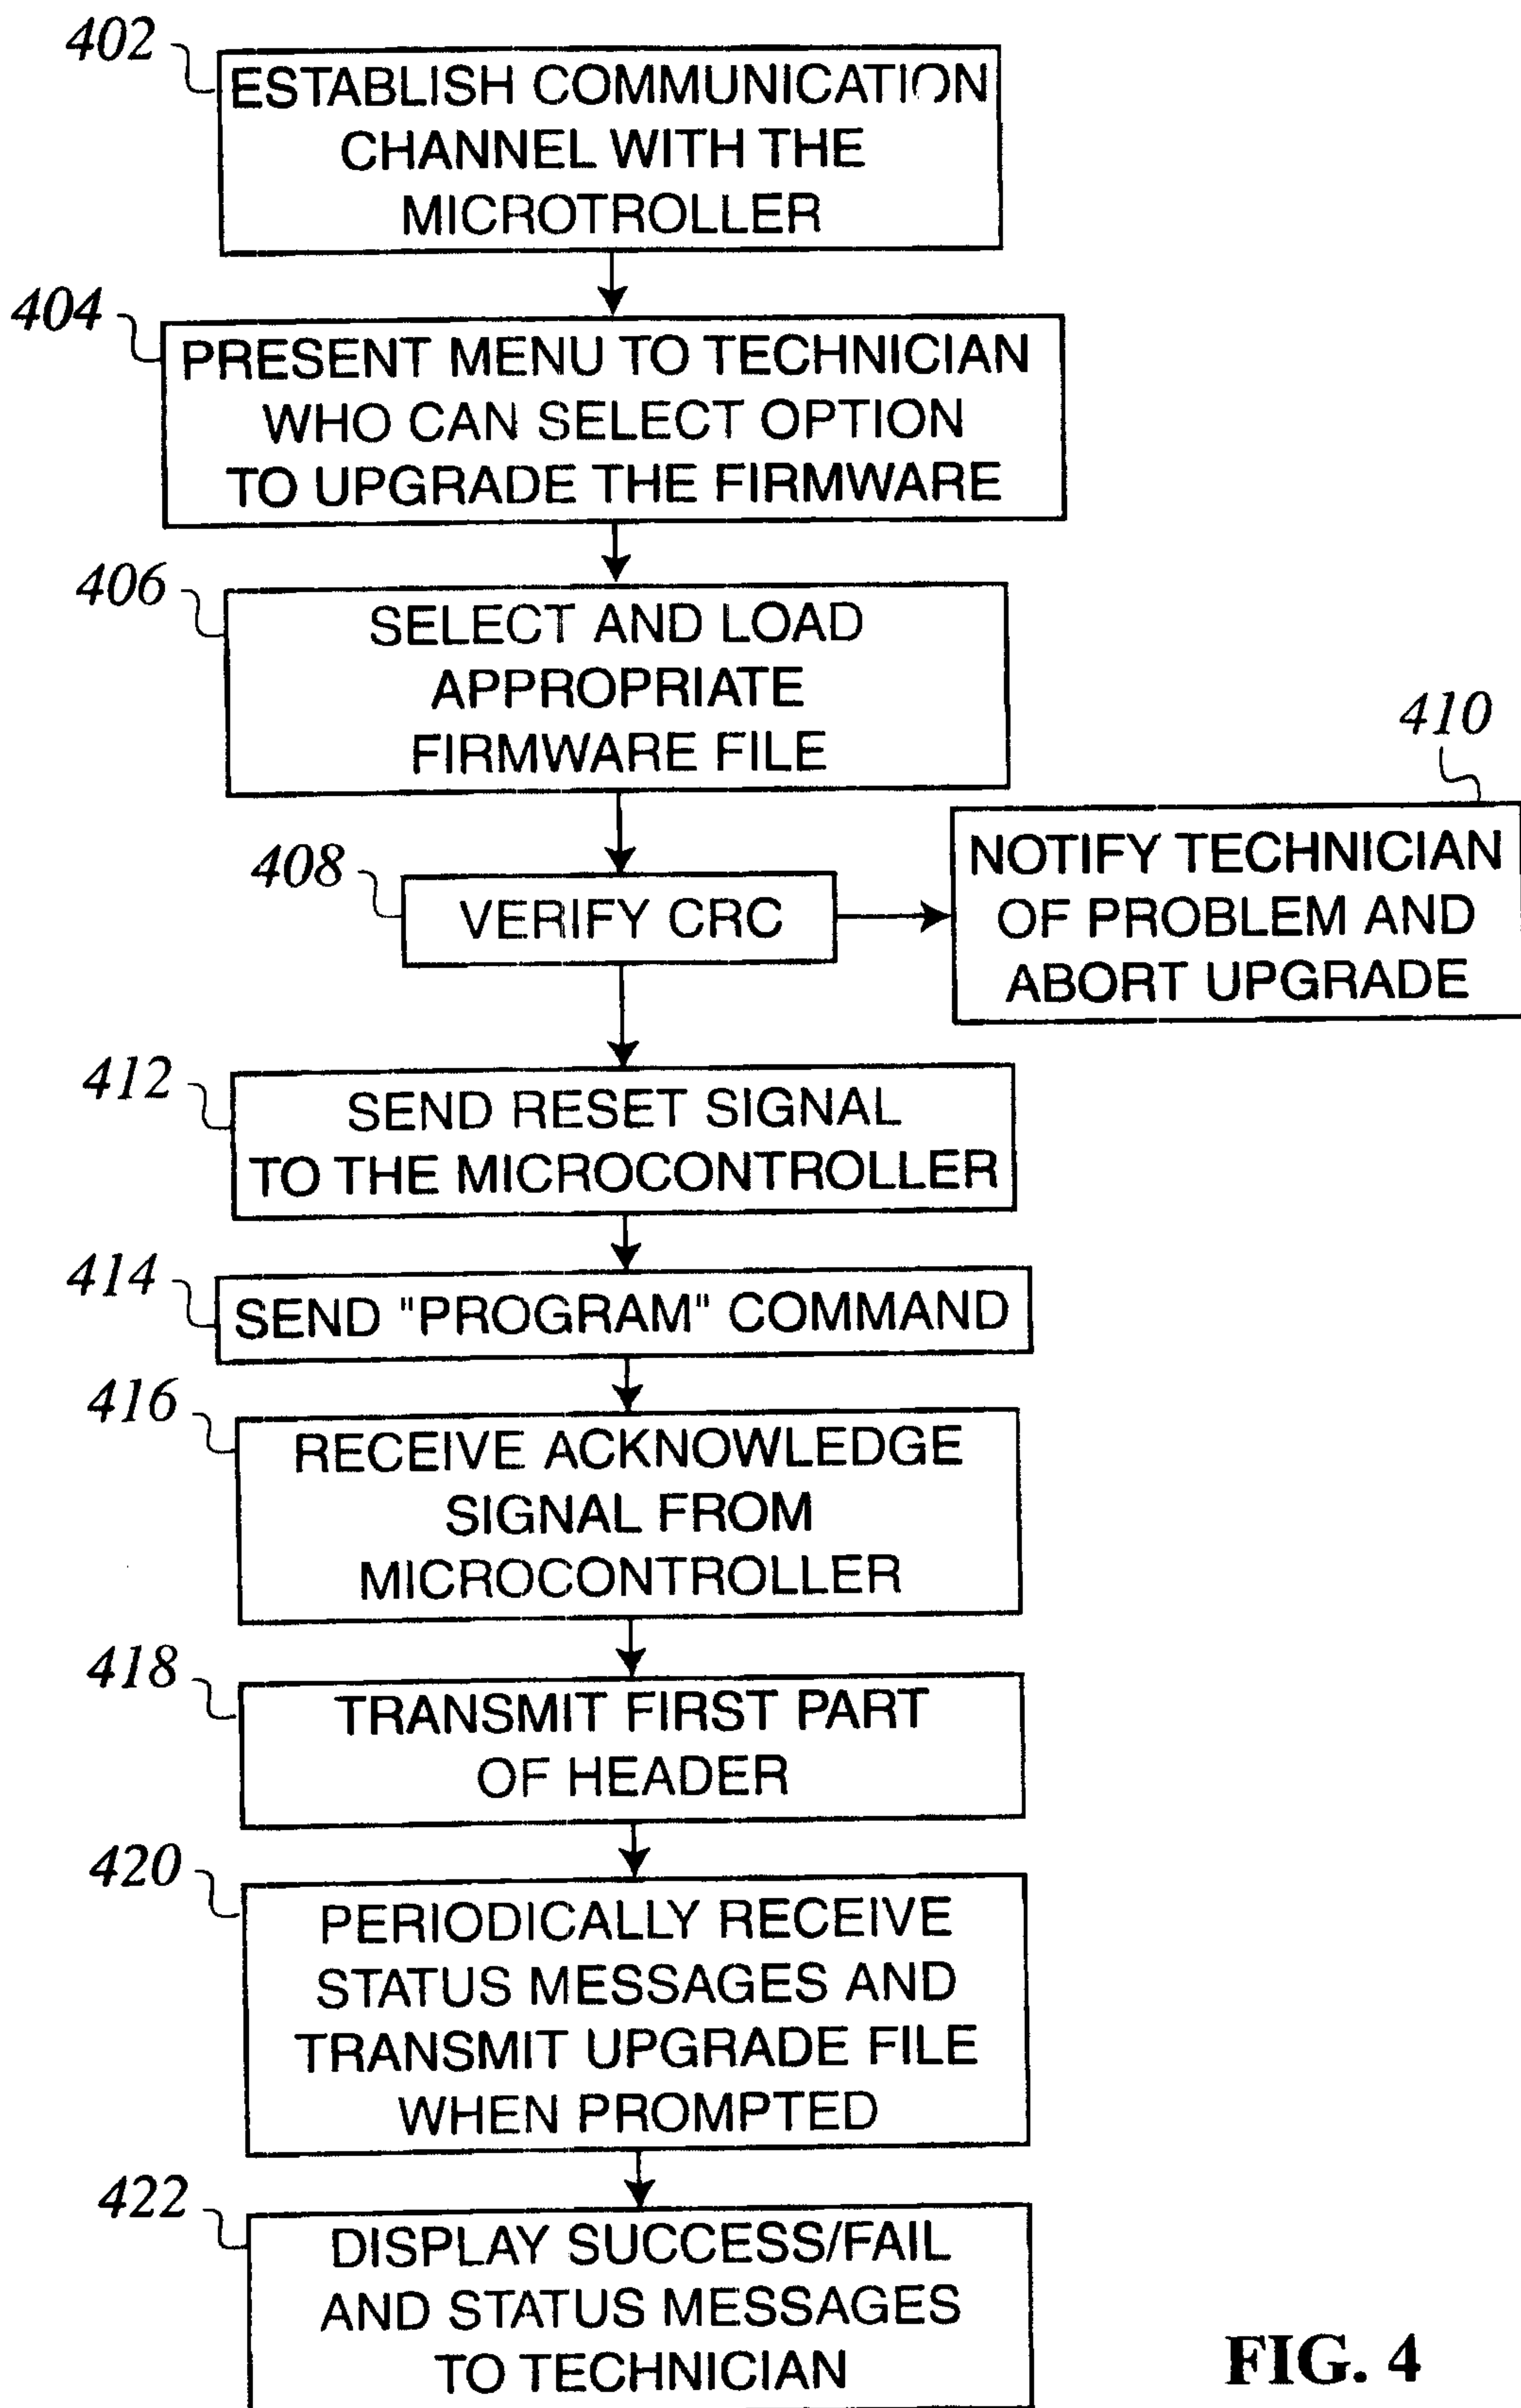 402
ESTABLISH COMMUNICATION
CHANNEL WITH THE
MICROTROLLER
404
PRESENT MENU TO TECHNICIAN
WHO CAN SELECT OPTION
TO UPGRADE THE FIRMWARE
406
SELECT AND LOAD
APPROPRIATE
FIRMWARE FILE
408
VERIFY CRC
410
NOTIFY TECHNICIAN
OF PROBLEM AND
ABORT UPGRADE
412
SEND RESET SIGNAL
TO THE MICROCONTROLLER
414
SEND "PROGRAM" COMMAND
416
RECEIVE ACKNOWLEDGE
SIGNAL FROM
MICROCONTROLLER
418
TRANSMIT FIRST PART
OF HEADER
420
PERIODICALLY RECEIVE
STATUS MESSAGES AND
TRANSMIT UPGRADE FILE
WHEN PROMPTED
422
DISPLAY SUCCESS/FAIL
AND STATUS MESSAGES
TO TECHNICIAN
FIG. 4